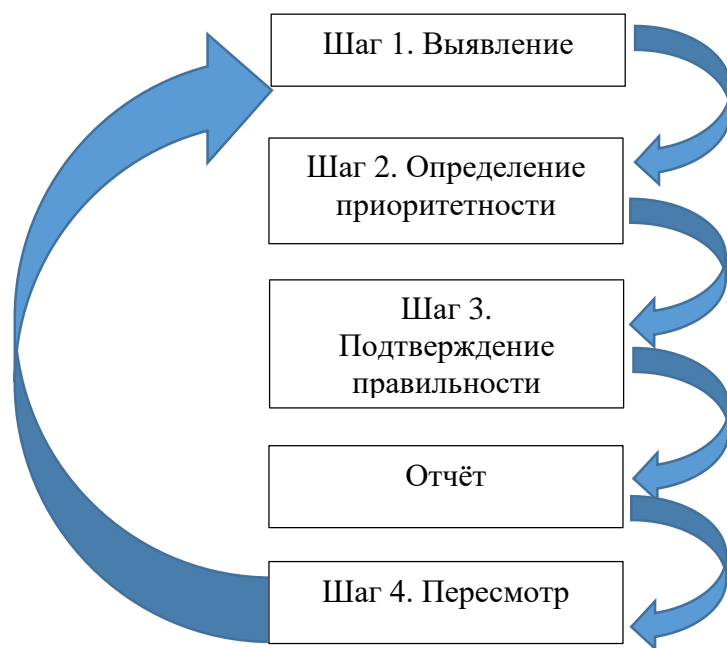 Шаг 1. Выявление
Шаг 2. Определение
приоритетности
Шаг 3.
Подтверждение
правильности
Отчёт
Шаг 4. Пересмотр